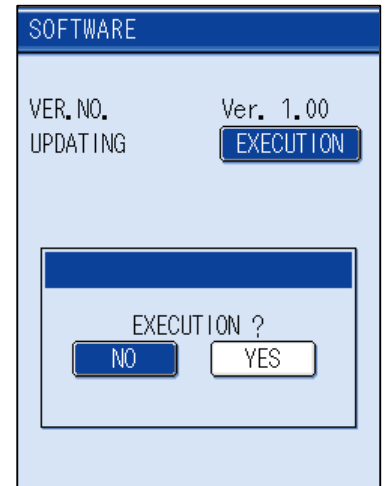 SOFTWARE
VER.NO. Ver. 1.00
UPDATING EXECUTION
EXECUTION ?
NO YES